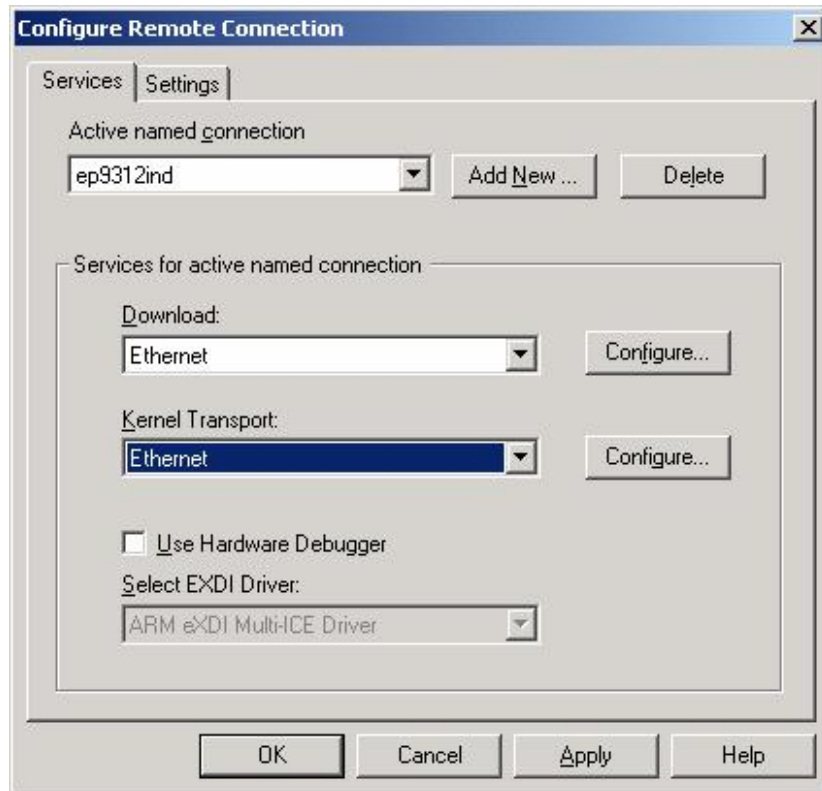 Configure Remote Connection
Services Settings
Active named connection
ep9312ind Add New ... Delete
Services for active named connection
Download:
Ethernet Configure...
Kernel Transport:
Ethernet Configure...
Use Hardware Debugger
Select EXDI Driver:
ARM eXDI Multi-ICE Driver
OK Cancel Apply Help